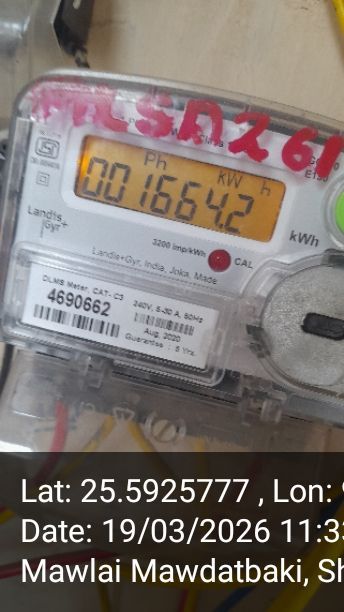 Ph kW h
001664.2
kWh
3200 imp/kWh
CAL
Landis+
Gyr+
Landis+Gyr, India, Joka, Made
DLMS Meter, CAT- C3
4690662
240V, 5-30 A, 50Hz
Aug. 2020
Guarantee : 5 Yrs.
Lat: 25.5925777 , Lon:
Date: 19/03/2026 11:33
Mawlai Mawdatbaki, Sh